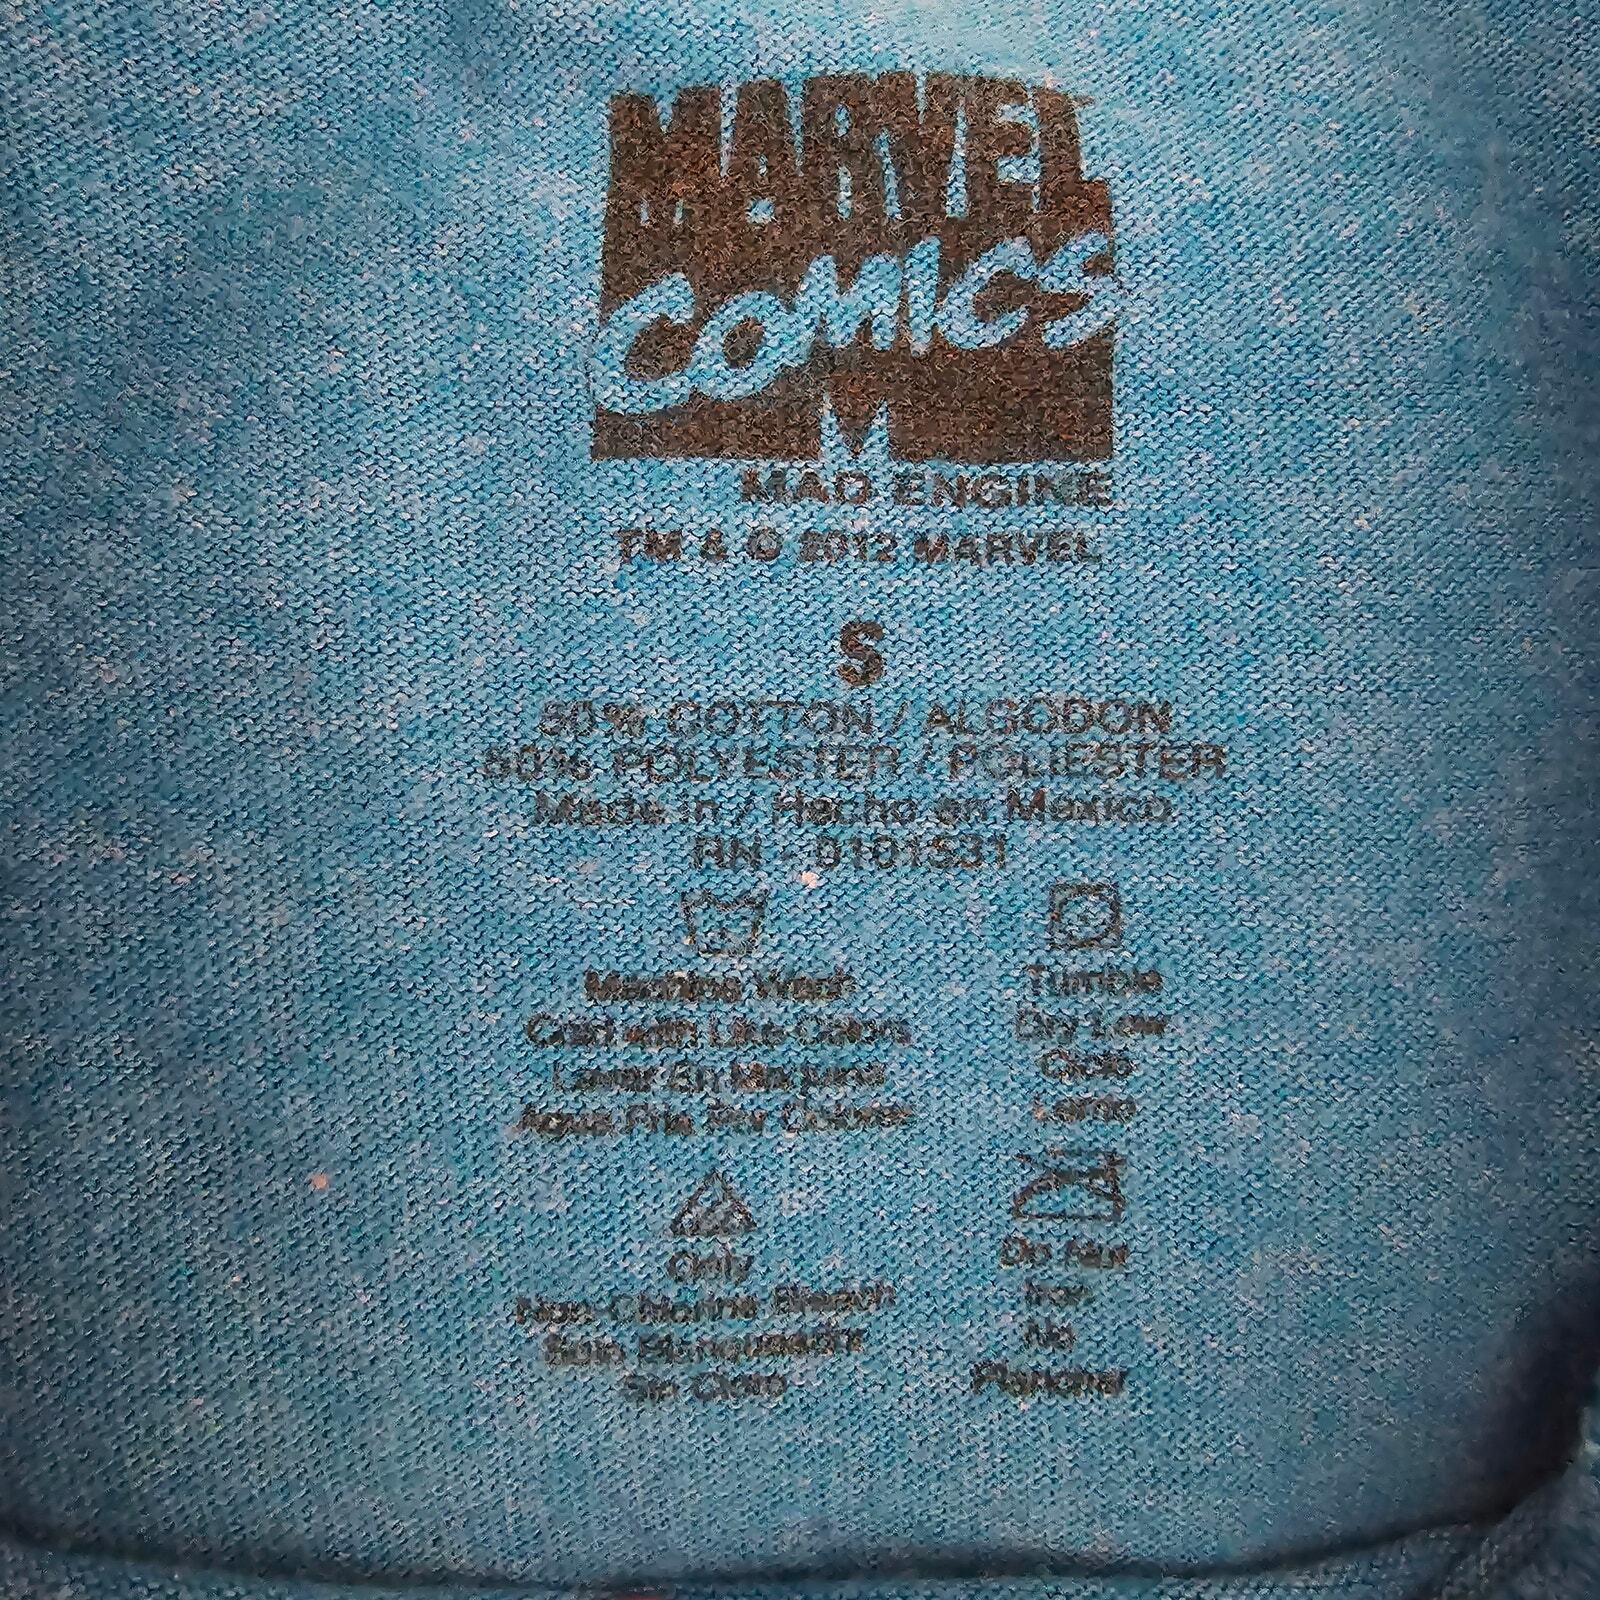 MARVEL
COMICS
M
MAD ENGINE
TM & © 2012 MARVEL
S
50% COTTON / ALGODON
50% POLYESTER / POLIESTER
Made in / Hecho en Mexico
RN - 0101531
Machine Wash
Cold with Like Colors
Lavar En Maquina
Agua Fria Por Colores
Tumble
Dry Low
Ciclo
Only
Non-Chlorine Bleach
Solo Blanqueador
Sin Cloro
Do Not
Iron
No
Planchar